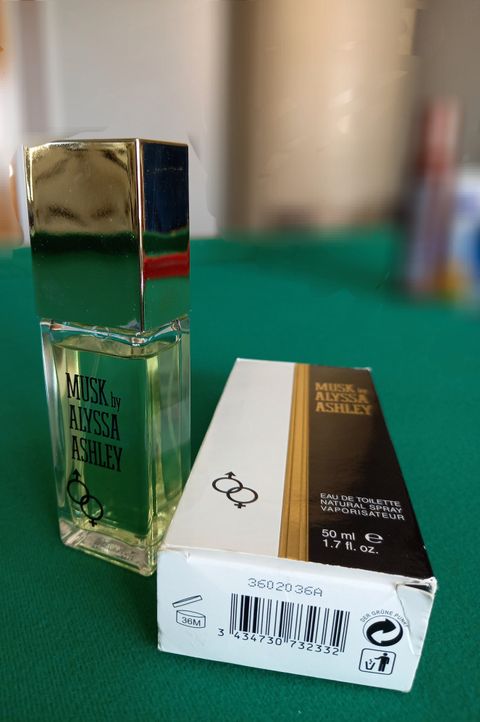 MUSK by
ALYSSA
ASHLEY
MUSK by
ALYSSA
ASHLEY
EAU DE TOILETTE
NATURAL SPRAY
VAPORISATEUR
50 ml ℮
1.7 fl. oz.
3602036A
36M
3 434730 732332
DER GRÜNE PUNKT